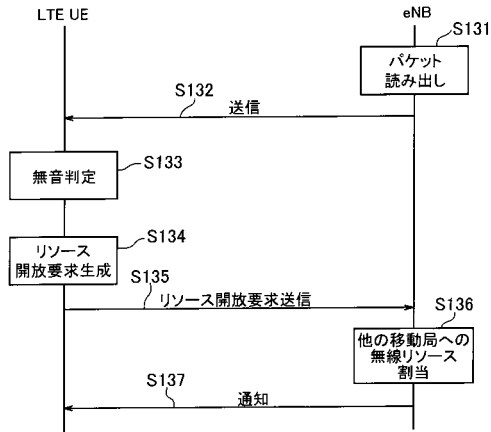 LTE UE
eNB
S131
パケット
読み出し
S132
送信
S133
無音判定
S134
リソース
開放要求生成
S135
リソース開放要求送信
S136
他の移動局への
無線リソース
割当
S137
通知